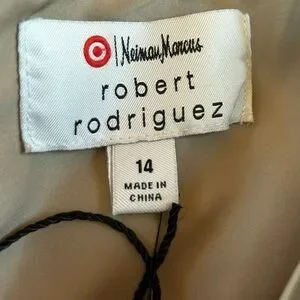 Neiman Marcus
robert
rodriguez
14
MADE IN
CHINA